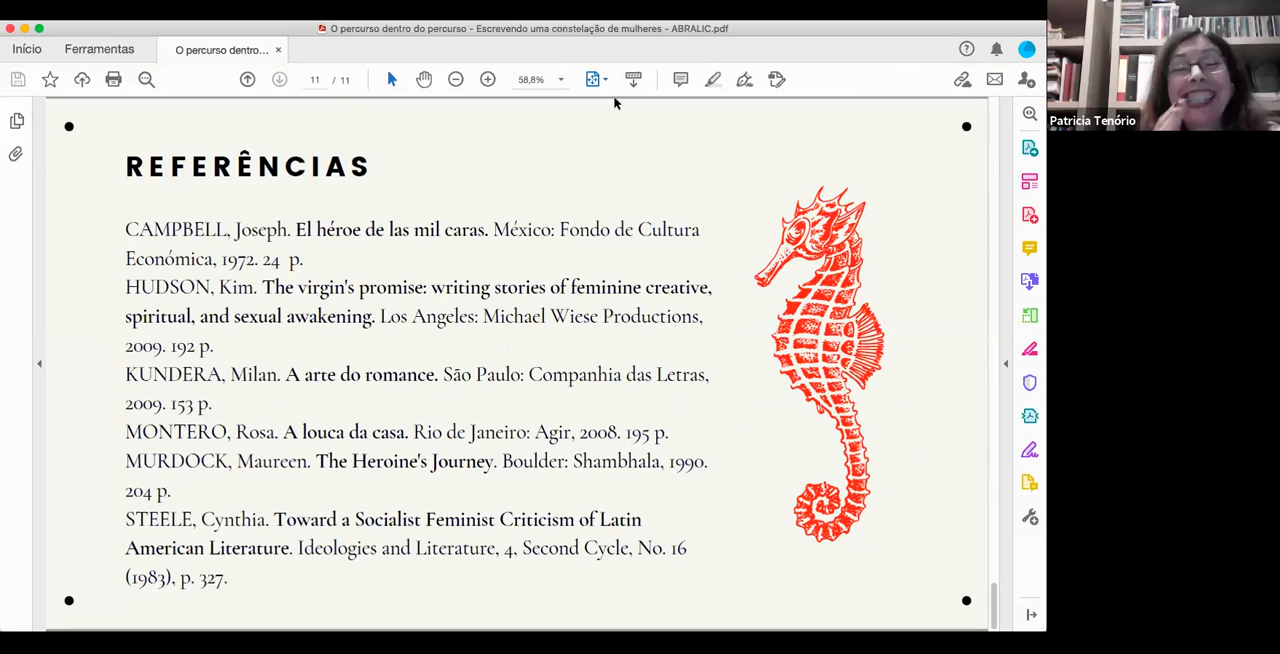 O percurso dentro do percurso - Escrevendo uma constelação de mulheres - ABRALIC.pdf
Início
Ferramentas
O percurso dentro... ×
11 / 11
58,8%
Patricia Tenório
REFERÊNCIAS
CAMPBELL, Joseph. El héroe de las mil caras. México: Fondo de Cultura
Económica, 1972. 24 p.
HUDSON, Kim. The virgin's promise: writing stories of feminine creative,
spiritual, and sexual awakening. Los Angeles: Michael Wiese Productions,
2009. 192 p.
KUNDERA, Milan. A arte do romance. São Paulo: Companhia das Letras,
2009. 153 p.
MONTERO, Rosa. A louca da casa. Rio de Janeiro: Agir, 2008. 195 p.
MURDOCK, Maureen. The Heroine's Journey. Boulder: Shambhala, 1990.
204 p.
STEELE, Cynthia. Toward a Socialist Feminist Criticism of Latin
American Literature. Ideologies and Literature, 4, Second Cycle, No. 16
(1983), p. 327.